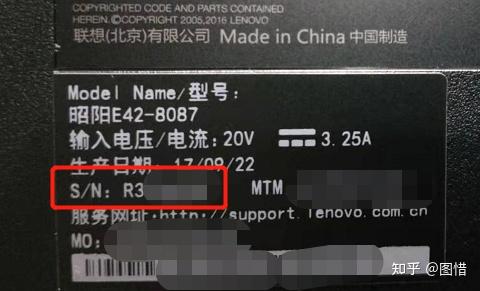 COPYRIGHTED CODE AND PARTS CONTAINED
HEREIN. ©COPYRIGHT 2005,2016 LENOVO
联想(北京)有限公司 Made in China 中国制造
Model Name/型号:
昭阳E42-8087
输入电压/电流: 20V 3.25A
生产日期: 17/09/22
S/N: R3 MTM
服务网址:http://support.lenovo.com.cn
MO:
知乎 @图惜